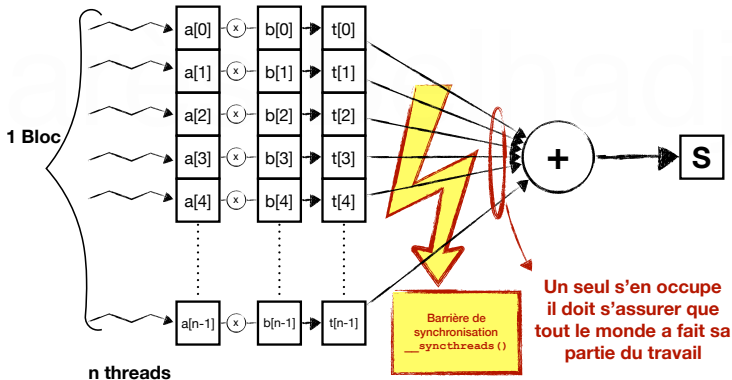 a[0] x b[0] t[0]
a[1] x b[1] t[1]
a[2] x b[2] t[2]
1 Bloc
a[3] x b[3] t[3]
+
S
a[4] x b[4] t[4]
a[n-1] x b[n-1] t[n-1]
n threads
Barrière de
synchronisation
__syncthreads()
Un seul s’en occupe
il doit s’assurer que
tout le monde a fait sa
partie du travail